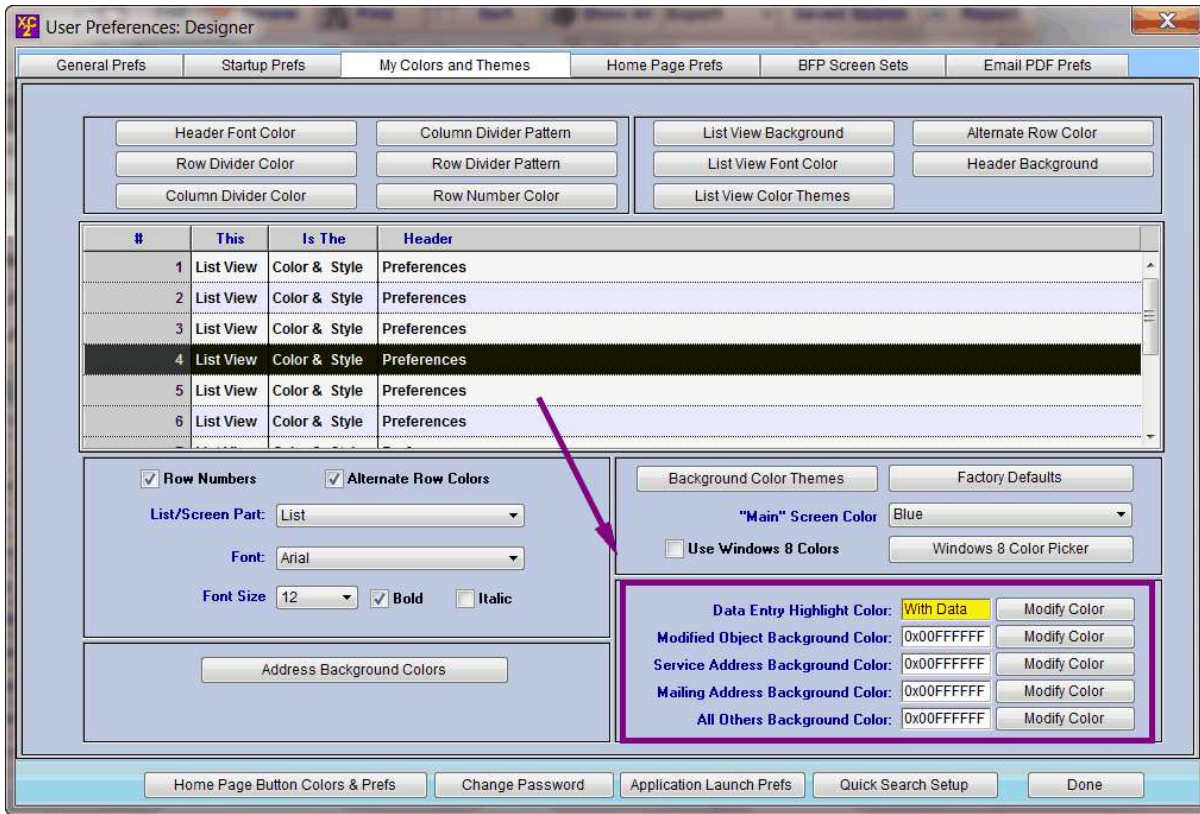 User Preferences: Designer
General Prefs
Startup Prefs
My Colors and Themes
Home Page Prefs
BFP Screen Sets
Email PDF Prefs
Header Font Color
Column Divider Pattern
List View Background
Alternate Row Color
Row Divider Color
Row Divider Pattern
List View Font Color
Header Background
Column Divider Color
Row Number Color
List View Color Themes
# This Is The Header
1 List View Color & Style Preferences
2 List View Color & Style Preferences
3 List View Color & Style Preferences
4 List View Color & Style Preferences
5 List View Color & Style Preferences
6 List View Color & Style Preferences
Row Numbers
Alternate Row Colors
List/Screen Part: List
Font: Arial
Font Size 12 Bold Italic
Address Background Colors
Background Color Themes
Factory Defaults
"Main" Screen Color Blue
Use Windows 8 Colors
Windows 8 Color Picker
Data Entry Highlight Color: With Data Modify Color
Modified Object Background Color: 0x00FFFFFF Modify Color
Service Address Background Color: 0x00FFFFFF Modify Color
Mailing Address Background Color: 0x00FFFFFF Modify Color
All Others Background Color: 0x00FFFFFF Modify Color
Home Page Button Colors & Prefs
Change Password
Application Launch Prefs
Quick Search Setup
Done